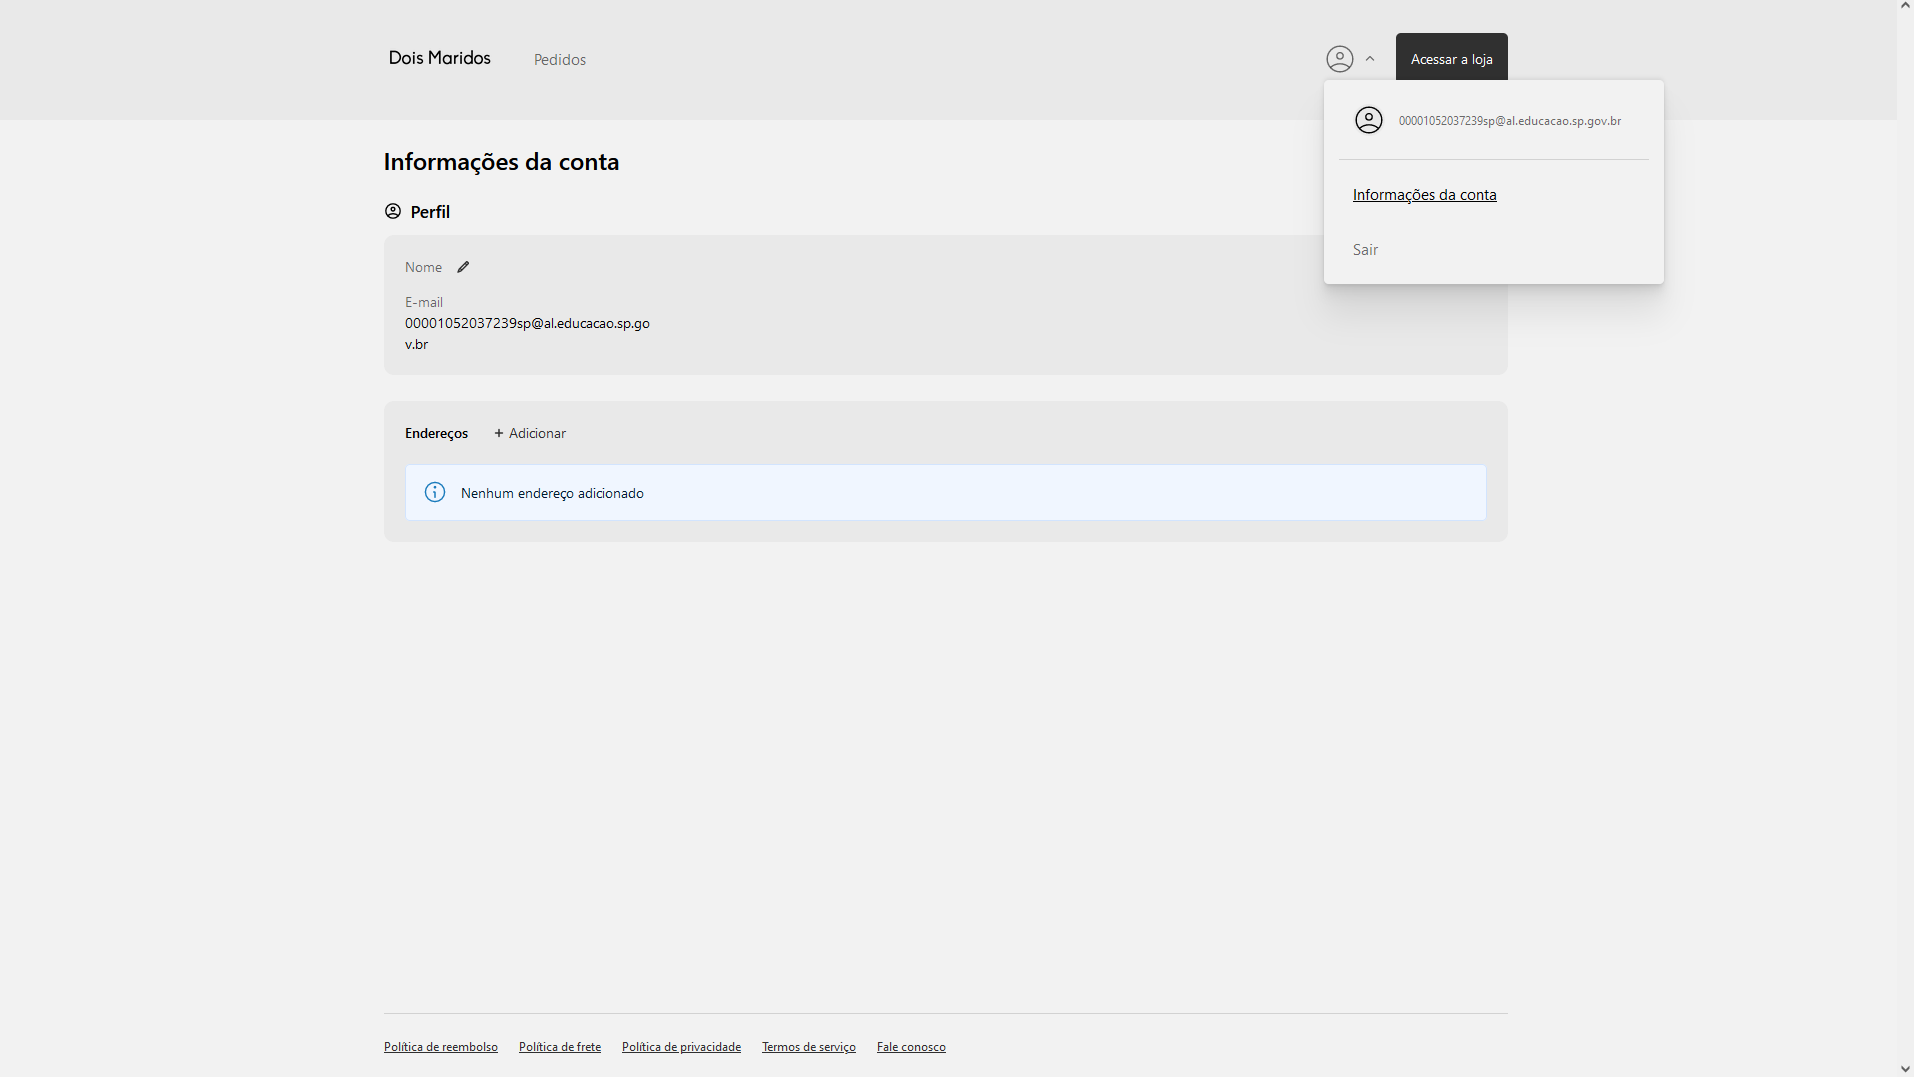 Dois Maridos
Pedidos
Acessar a loja
00001052037239sp@al.educacao.sp.gov.br
Informações da conta
Sair
Informações da conta
Perfil
Nome
E-mail
00001052037239sp@al.educacao.sp.go
v.br
Endereços
+ Adicionar
Nenhum endereço adicionado
Política de reembolso
Política de frete
Política de privacidade
Termos de serviço
Fale conosco